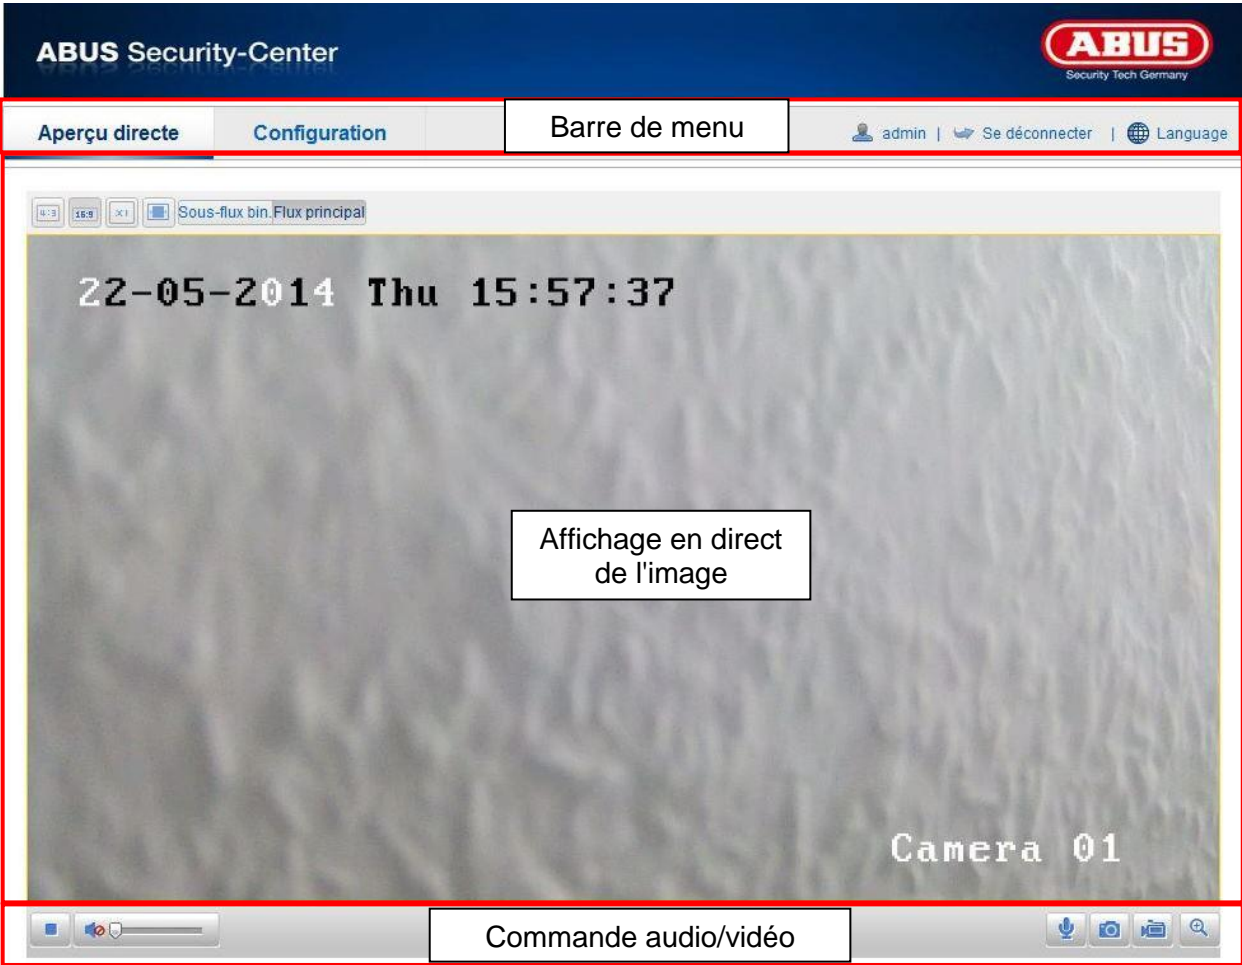 ABUS Security-Center
ABUS
Security Tech Germany
Aperçu directe
Configuration
Barre de menu
admin | Se déconnecter | Language
4:3
16:9
X1
Sous-flux bin. Flux principal
22-05-2014 Thu 15:57:37
Affichage en direct
de l'image
Camera 01
Commande audio/vidéo